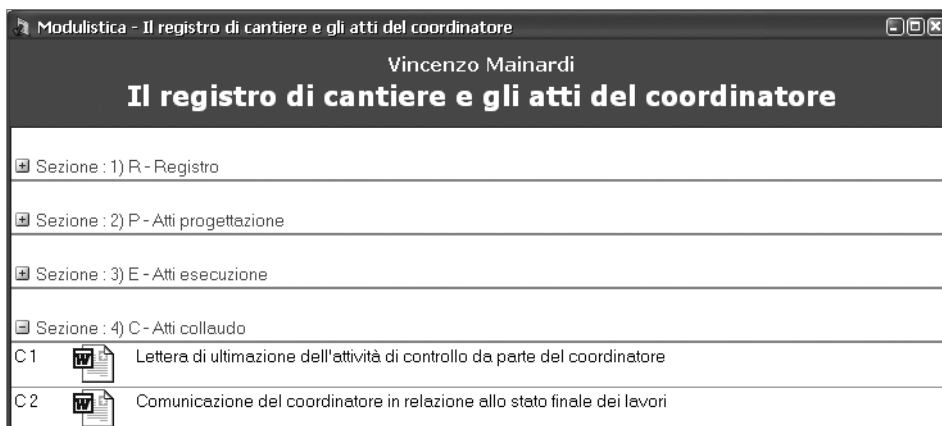 Modulistica - Il registro di cantiere e gli atti del coordinatore
Vincenzo Mainardi
Il registro di cantiere e gli atti del coordinatore
Sezione : 1) R - Registro
Sezione : 2) P - Atti progettazione
Sezione : 3) E - Atti esecuzione
Sezione : 4) C - Atti collaudo
C 1 Lettera di ultimazione dell'attività di controllo da parte del coordinatore
C 2 Comunicazione del coordinatore in relazione allo stato finale dei lavori